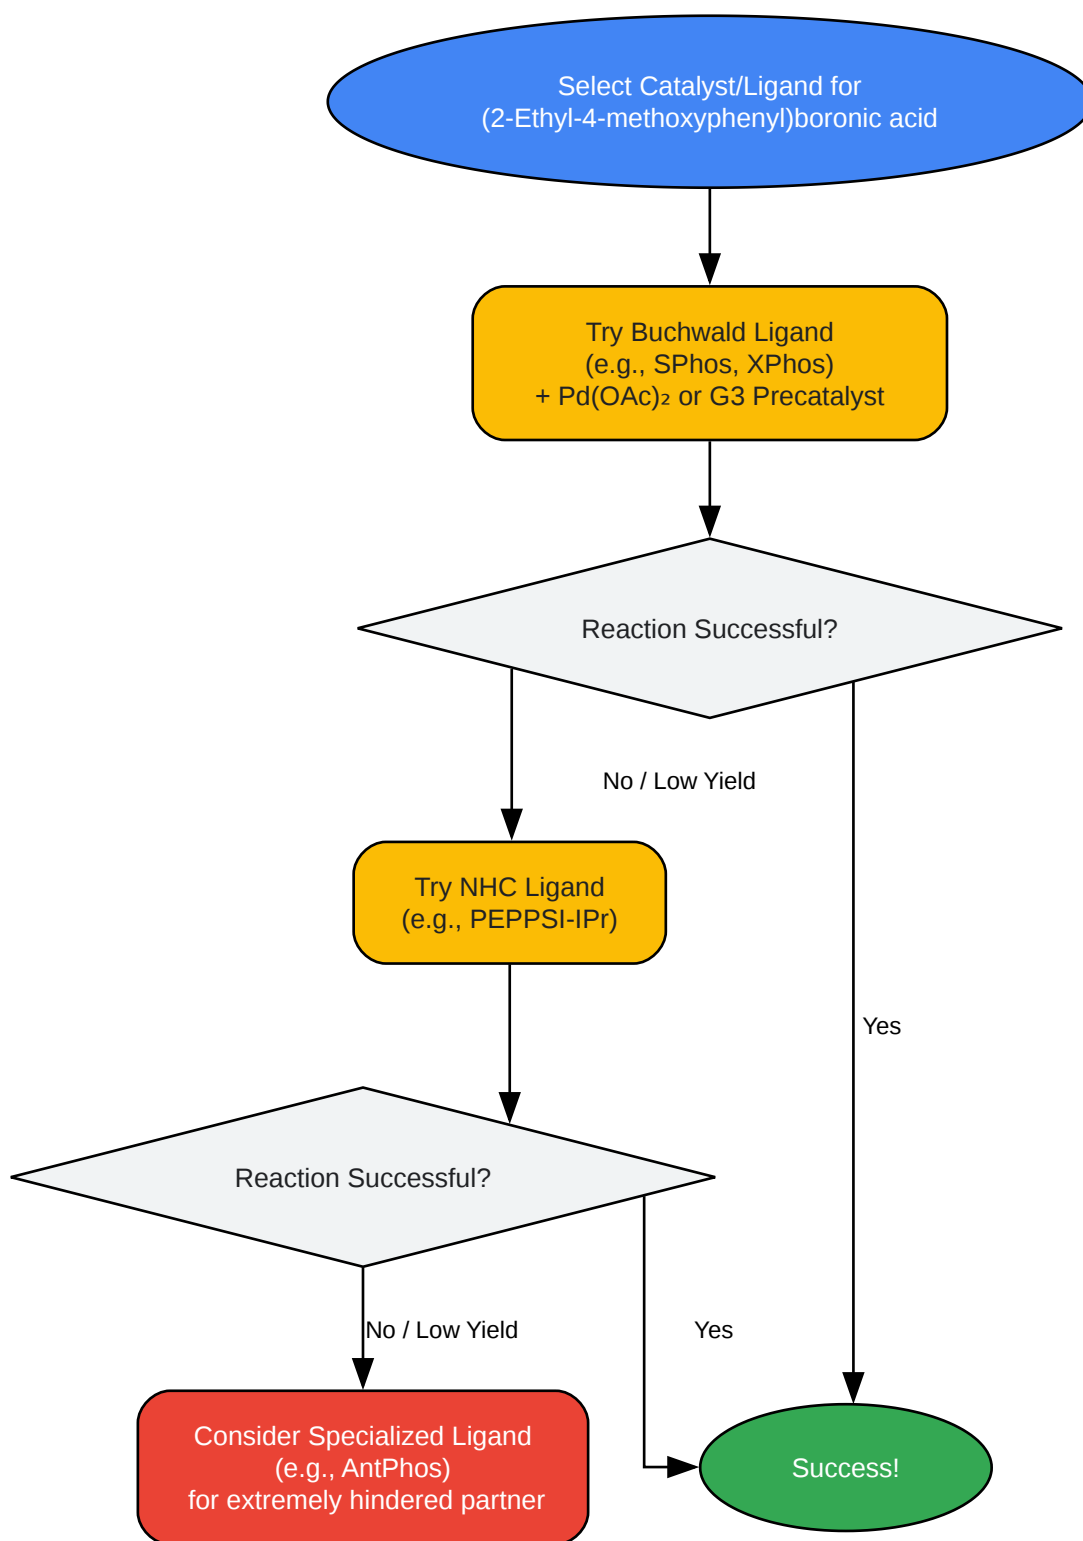 Select Catalyst/Ligand for
(2-Ethyl-4-methoxyphenyl)boronic acid
Try Buchwald Ligand
(e.g., SPhos, XPhos)
+ Pd(OAc)₂ or G3 Precatalyst
Reaction Successful?
No / Low Yield
Try NHC Ligand
(e.g., PEPPSI-IPr)
Yes
Reaction Successful?
No / Low Yield
Yes
Consider Specialized Ligand
(e.g., AntPhos)
for extremely hindered partner
Success!